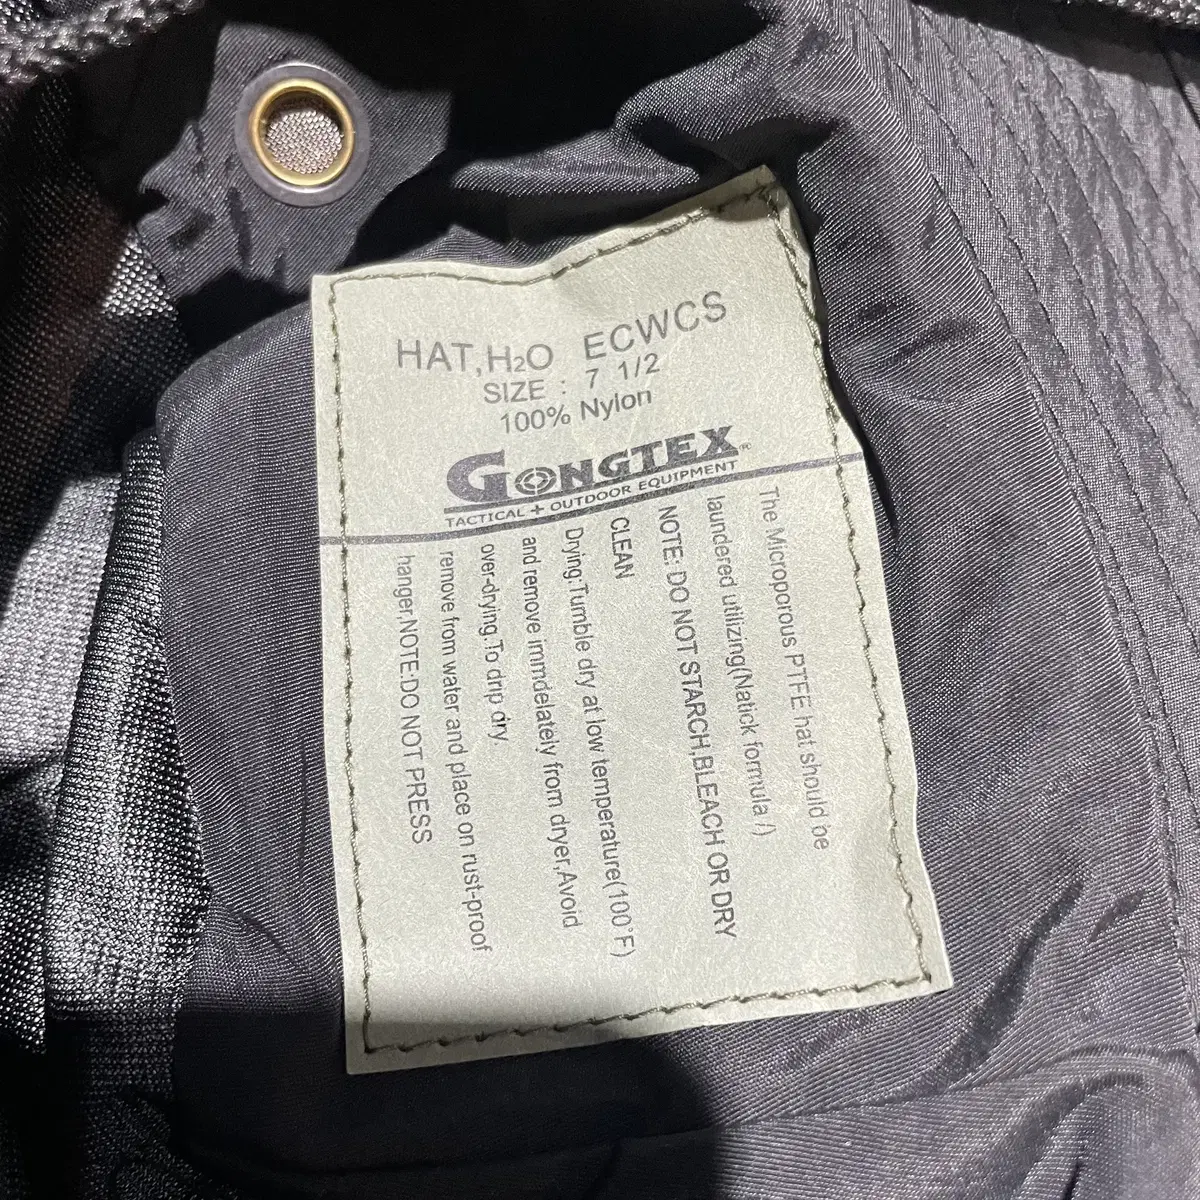 HAT,H₂O ECWCS
SIZE : 7 1/2
100% Nylon
GONGTEX
TACTICAL + OUTDOOR EQUIPMENT
The Microporous PTFE hat should be
laundered utilizing(Natick formula /)
NOTE: DO NOT STARCH,BLEACH OR DRY
CLEAN
Drying:Tumble dry at low temperature(100°F)
and remove immdelately from dryer,Avoid
over-drying.To drip dry.
remove from water and place on rust-proof
hanger,NOTE:DO NOT PRESS